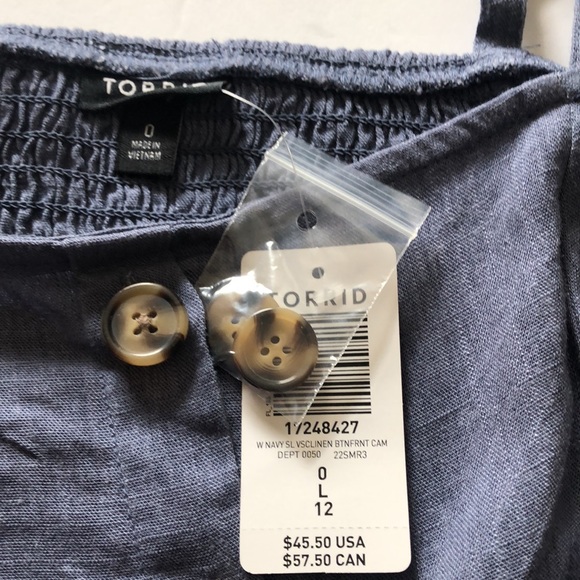 TORRID
0
MADE IN
VIETNAM
TORRID
17248427
W NAVY SL VSCLINEN BTNFRNT CAM
DEPT 0050 22SMR3
0
L
12
$45.50 USA
$57.50 CAN